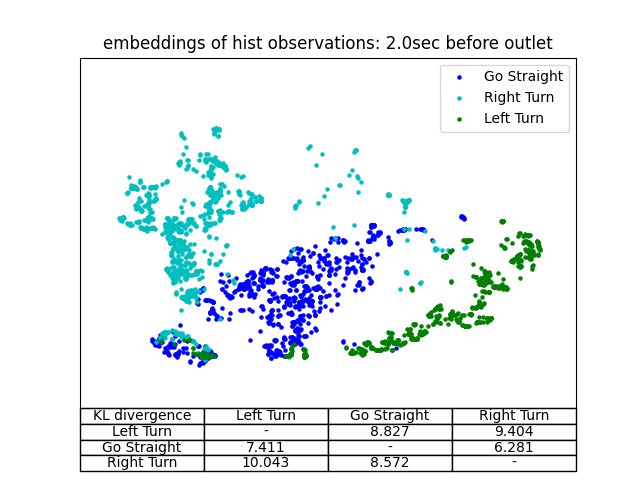 embeddings of hist observations: 2.0sec before outlet
Go Straight
Right Turn
Left Turn
KL divergence Left Turn Go Straight Right Turn
Left Turn - 8.827 9.404
Go Straight 7.411 - 6.281
Right Turn 10.043 8.572 -